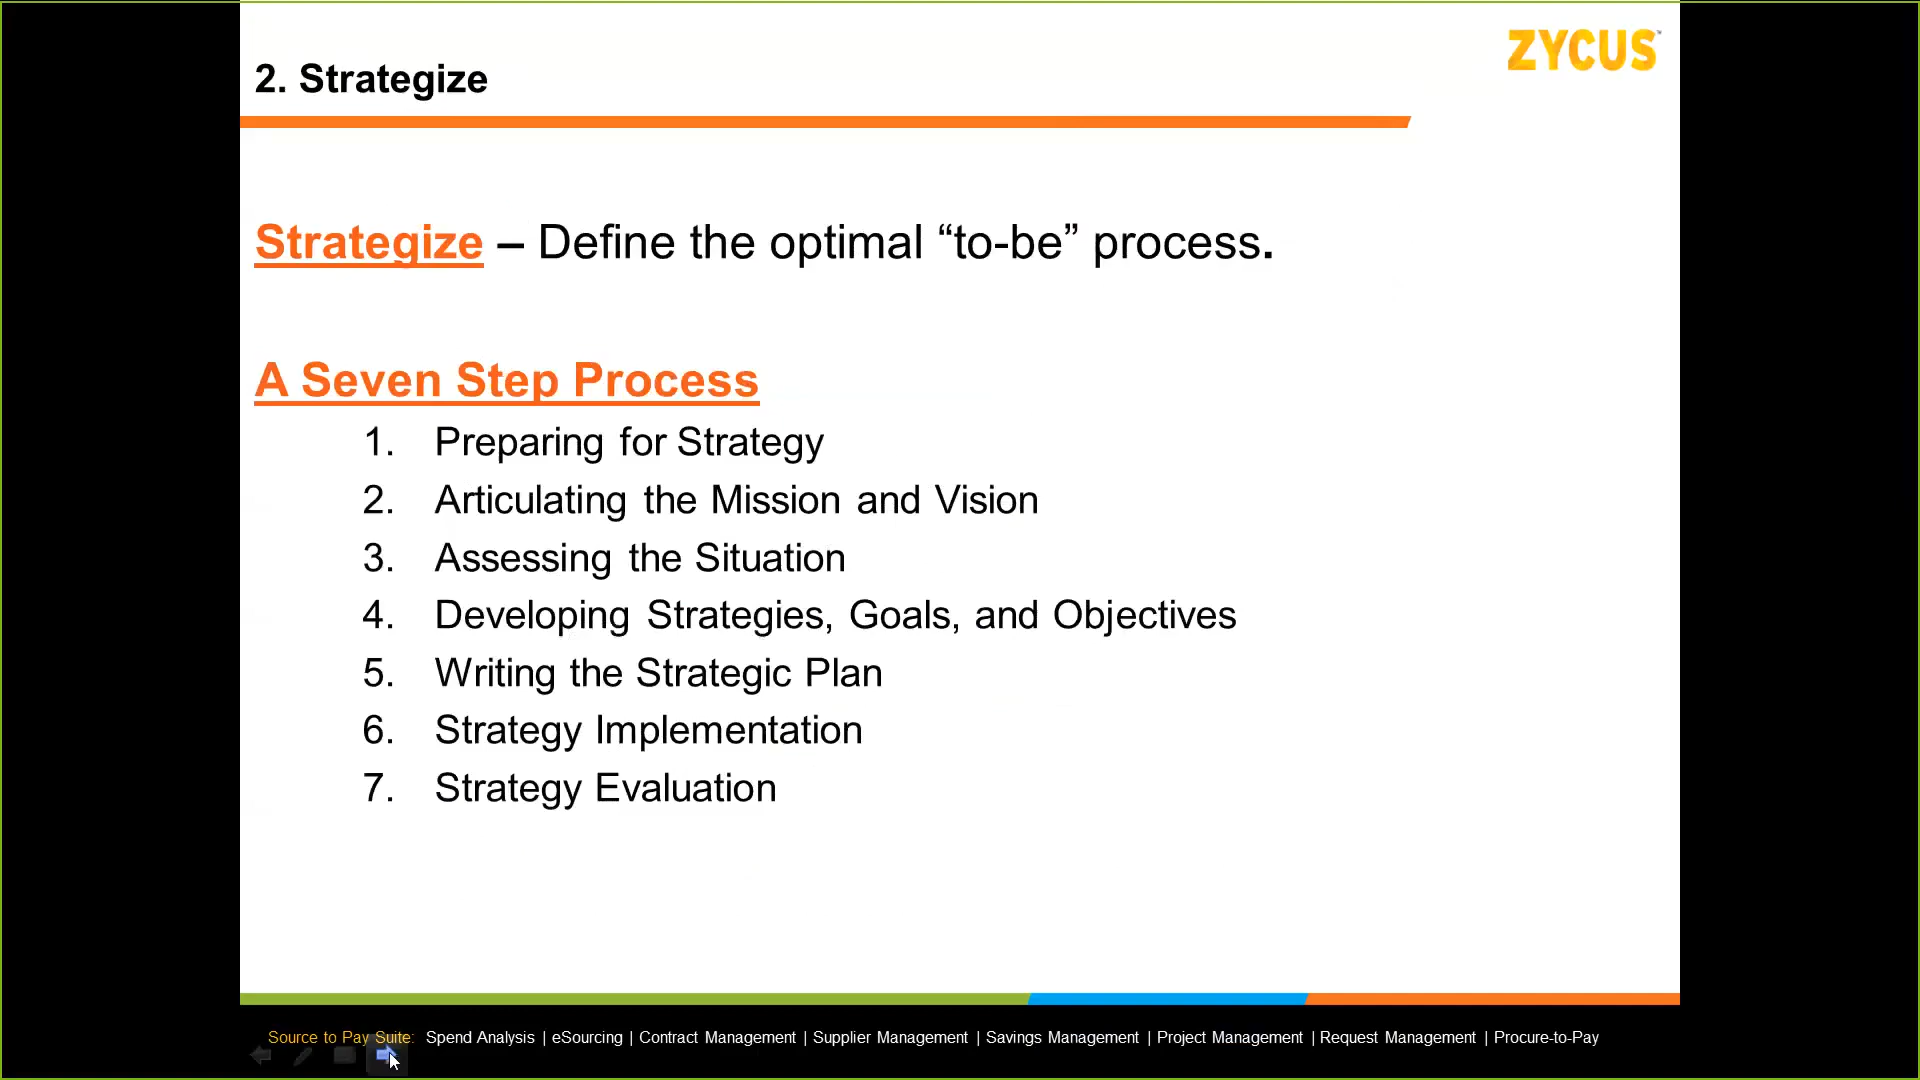 ZYCUS™
2. Strategize
Strategize – Define the optimal “to-be” process.
A Seven Step Process
1. Preparing for Strategy
2. Articulating the Mission and Vision
3. Assessing the Situation
4. Developing Strategies, Goals, and Objectives
5. Writing the Strategic Plan
6. Strategy Implementation
7. Strategy Evaluation
Source to Pay Suite: Spend Analysis | eSourcing | Contract Management | Supplier Management | Savings Management | Project Management | Request Management | Procure-to-Pay